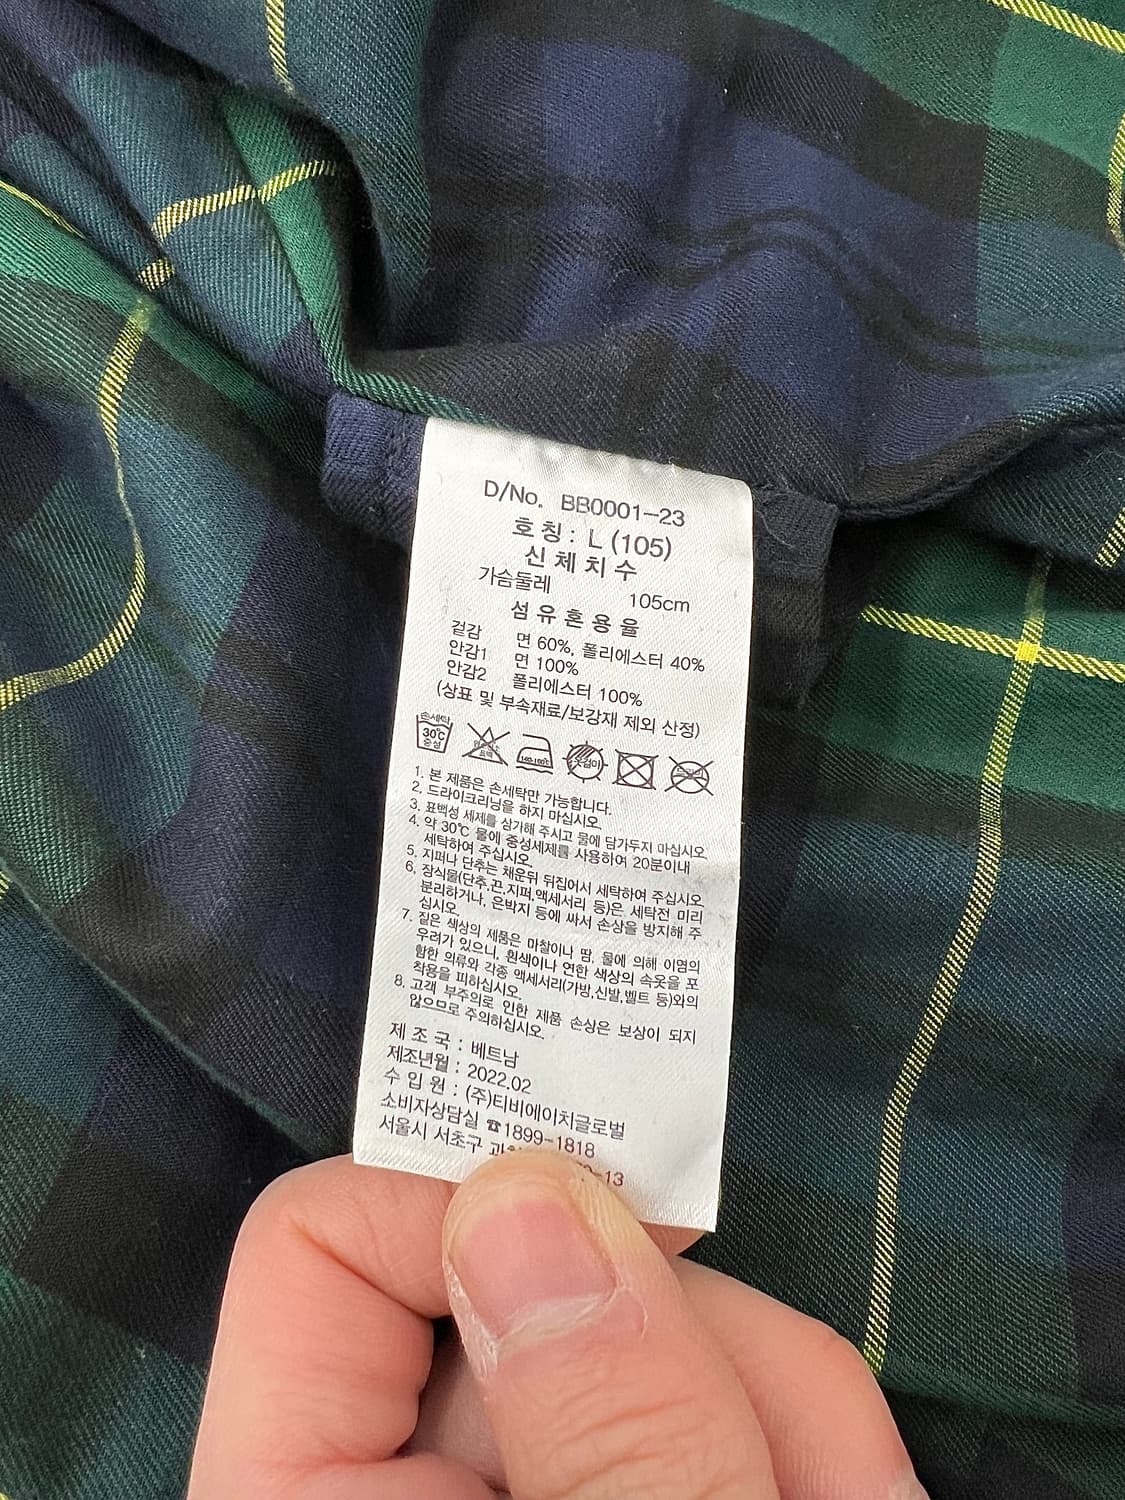 D/No. BB0001-23
호 칭 : L (105)
신 체 치 수
가슴둘레 105cm
섬 유 혼 용 율
겉감 면 60%, 폴리에스터 40%
안감1 면 100%
안감2 폴리에스터 100%
(상표 및 부속재료/보강재 제외 산정)
손세탁
30℃
중성
140-160℃
1. 본 제품은 손세탁만 가능합니다.
2. 드라이크리닝을 하지 마십시오.
3. 표백성 세제를 삼가해 주시고 물에 담가두지 마십시오
4. 약 30℃ 물에 중성세제를 사용하여 20분이내
세탁하여 주십시오.
5. 지퍼나 단추는 채운뒤 뒤집어서 세탁하여 주십시오
6. 장식물(단추,끈,지퍼,액세서리 등)은 세탁전 미리
분리하거나, 은박지 등에 싸서 손상을 방지해 주
십시오.
7. 짙은 색상의 제품은 마찰이나 땀, 물에 의해 이염의
우려가 있으니, 흰색이나 연한 색상의 속옷을 포
함한 의류와 각종 액세서리(가방,신발,벨트 등)와의
착용을 피하십시오.
8. 고객 부주의로 인한 제품 손상은 보상이 되지
않으므로 주의하십시오.
제 조 국 : 베트남
제조년월 : 2022.02
수 입 원 : (주)티비에이치글로벌
소비자상담실 ☎1899-1818
서울시 서초구 -13